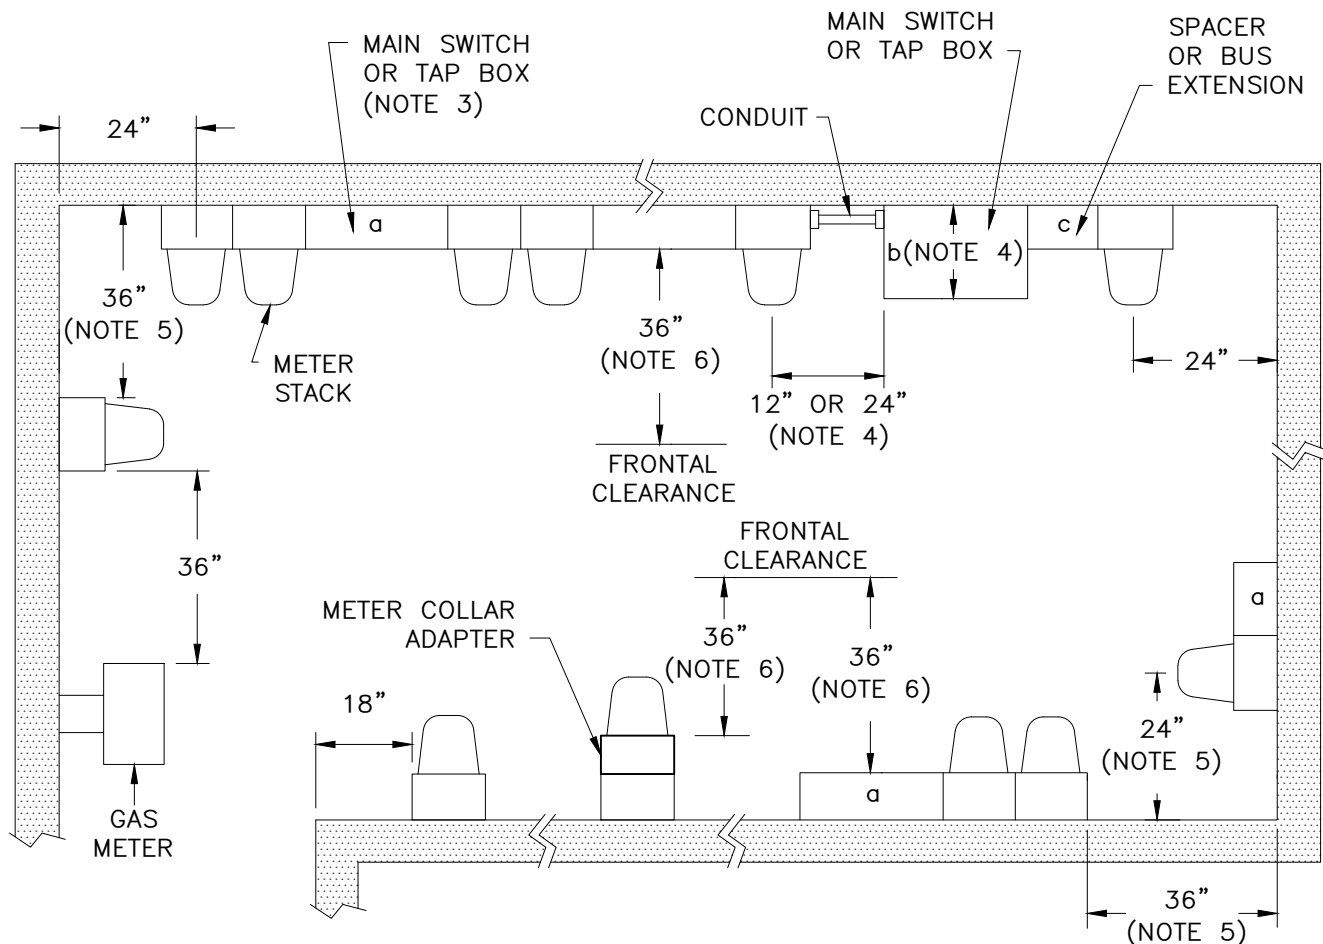 MAIN SWITCH
OR TAP BOX
(NOTE 3)
MAIN SWITCH
OR TAP BOX
SPACER
OR BUS
EXTENSION
CONDUIT
24”
a
b(NOTE 4)
c
36”
(NOTE 5)
METER
STACK
36”
(NOTE 6)
24”
12” OR 24”
(NOTE 4)
FRONTAL
CLEARANCE
FRONTAL
CLEARANCE
36”
METER COLLAR
ADAPTER
36”
(NOTE 6)
36”
(NOTE 6)
a
18”
24”
(NOTE 5)
a
GAS
METER
36”
(NOTE 5)